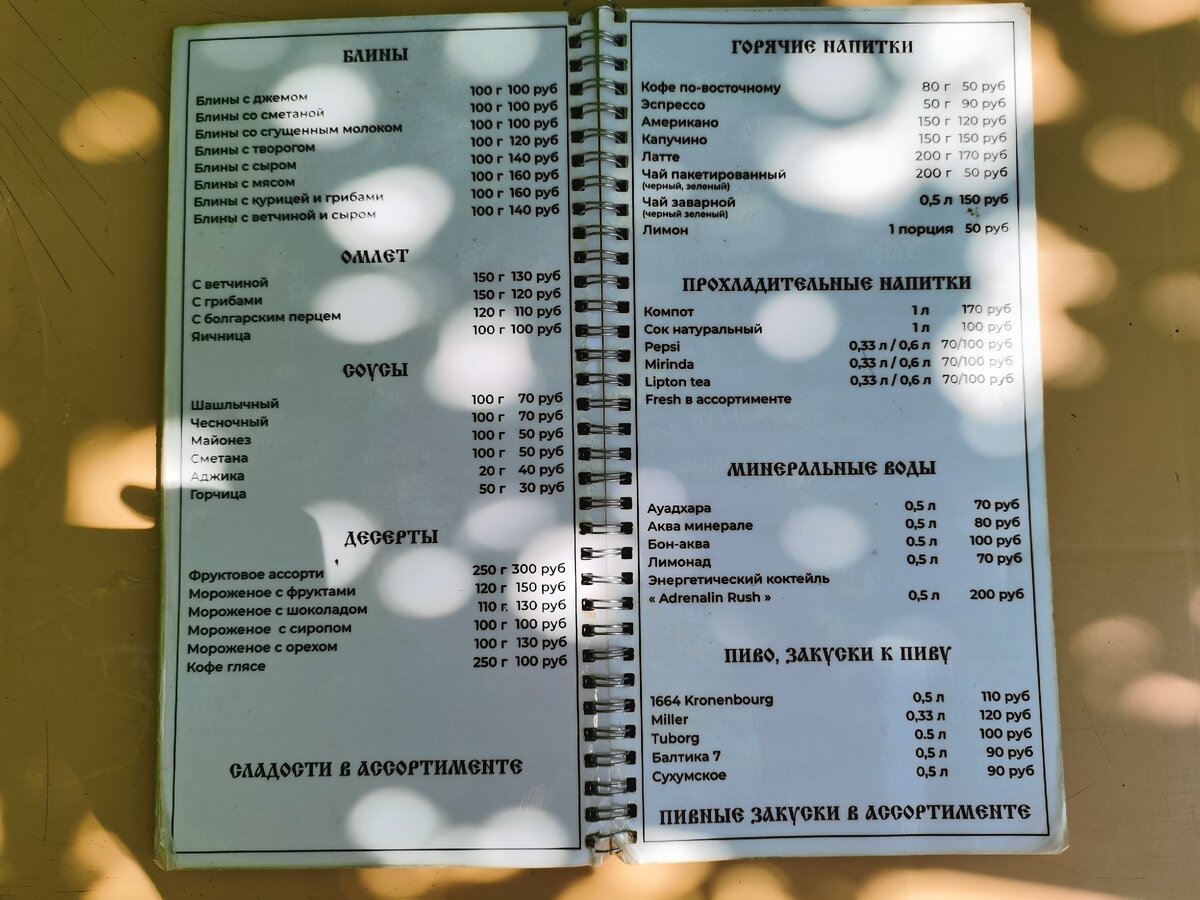 БЛИНЫ
Блины с джемом 100 г 100 руб
Блины со сметаной 100 г 100 руб
Блины со сгущенным молоком 100 г 100 руб
Блины с творогом 100 г 120 руб
Блины с сыром 100 г 140 руб
Блины с мясом 100 г 160 руб
Блины с курицей и грибами 100 г 160 руб
Блины с ветчиной и сыром 100 г 140 руб
ОМЛЕТ
С ветчиной 150 г 130 руб
С грибами 150 г 120 руб
С болгарским перцем 120 г 110 руб
Яичница 100 г 100 руб
СОУСЫ
Шашлычный 100 г 70 руб
Чесночный 100 г 70 руб
Майонез 100 г 50 руб
Сметана 100 г 50 руб
Аджика 20 г 40 руб
Горчица 50 г 30 руб
ДЕСЕРТЫ
Фруктовое ассорти 250 г 300 руб
Мороженое с фруктами 120 г 150 руб
Мороженое с шоколадом 110 г. 130 руб
Мороженое с сиропом 100 г 100 руб
Мороженое с орехом 100 г 130 руб
Кофе глясе 250 г 100 руб
СЛАДОСТИ В АССОРТИМЕНТЕ
ГОРЯЧИЕ НАПИТКИ
Кофе по-восточному 80 г 50 руб
Эспрессо 50 г 90 руб
Американо 150 г 120 руб
Капучино 150 г 150 руб
Латте 200 г 170 руб
Чай пакетированный 200 г 50 руб
(черный, зеленый)
Чай заварной 0,5 л 150 руб
(черный зеленый)
Лимон 1 порция 50 руб
ПРОХЛАДИТЕЛЬНЫЕ НАПИТКИ
Компот 1 л 170 руб
Сок натуральный 1 л 100 руб
Pepsi 0,33 л / 0,6 л 70/100 руб
Mirinda 0,33 л / 0,6 л 70/100 руб
Lipton tea 0,33 л / 0,6 л 70/100 руб
Fresh в ассортименте
МИНЕРАЛЬНЫЕ ВОДЫ
Ауадхара 0,5 л 70 руб
Аква минерале 0,5 л 80 руб
Бон-аква 0.5 л 100 руб
Лимонад 0,5 л 70 руб
Энергетический коктейль
« Adrenalin Rush » 0,5 л 200 руб
ПИВО, ЗАКУСКИ К ПИВУ
1664 Kronenbourg 0,5 л 110 руб
Miller 0,33 л 120 руб
Tuborg 0.5 л 100 руб
Балтика 7 0,5 л 90 руб
Сухумское 0,5 л 90 руб
ПИВНЫЕ ЗАКУСКИ В АССОРТИМЕНТЕ